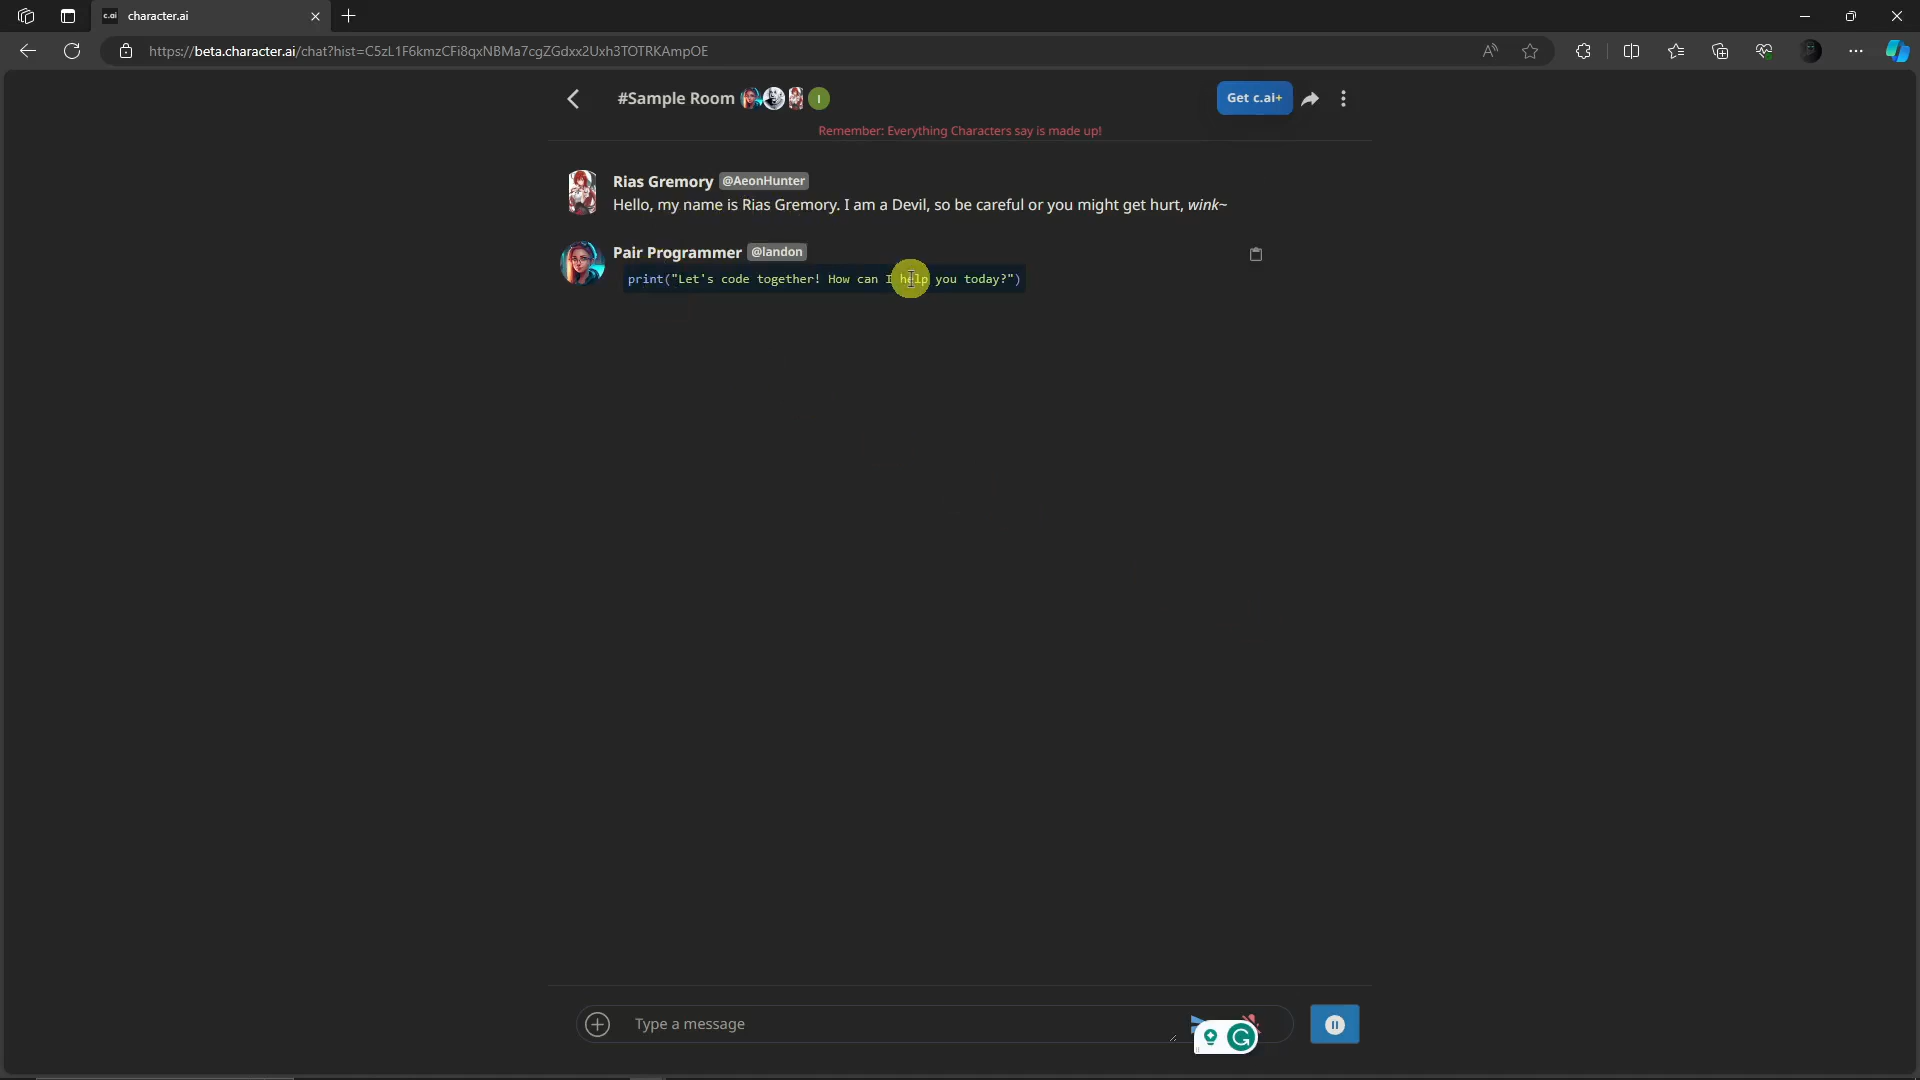 c.ai character.ai
https://beta.character.ai/chat?hist=C5zL1F6kmzCFi8qxNBMa7cgZGdxx2Uxh3TOTRKAmpOE
#Sample Room I
Get c.ai+
Remember: Everything Characters say is made up!
Rias Gremory @AeonHunter
Hello, my name is Rias Gremory. I am a Devil, so be careful or you might get hurt, wink~
Pair Programmer @landon
print("Let's code together! How can I help you today?")
Type a message